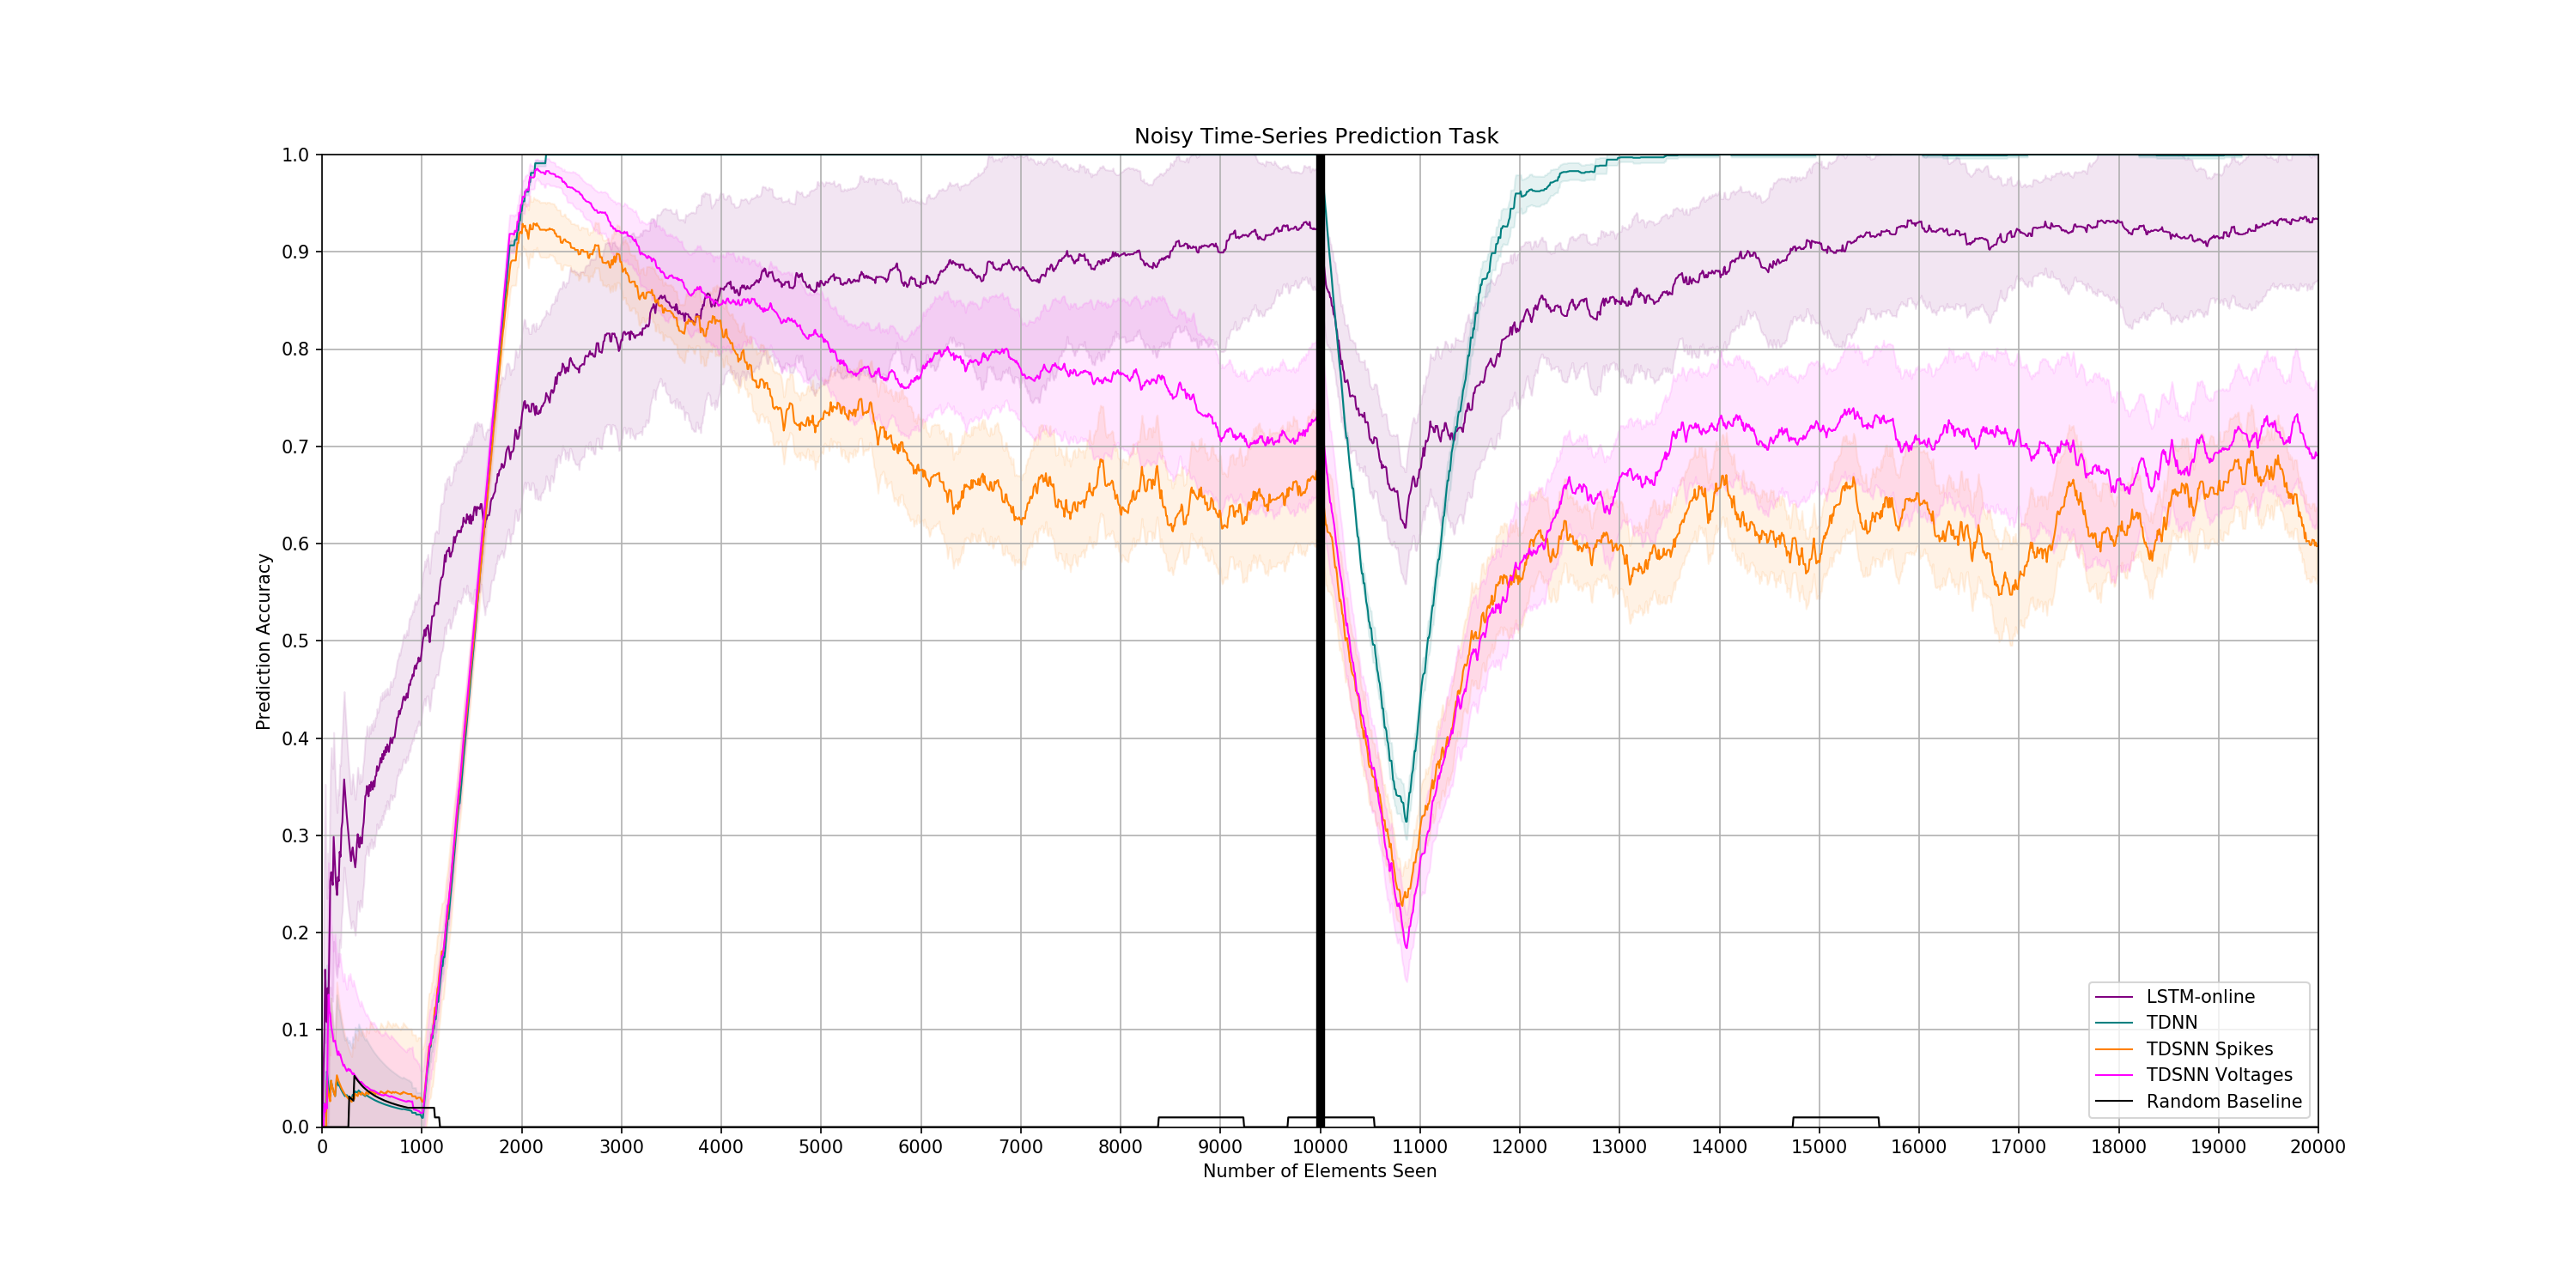 Noisy Time-Series Prediction Task
Prediction Accuracy
1.0
0.9
0.8
0.7
0.6
0.5
0.4
0.3
0.2
0.1
0.0
0 1000 2000 3000 4000 5000 6000 7000 8000 9000 10000 11000 12000 13000 14000 15000 16000 17000 18000 19000 20000
Number of Elements Seen
LSTM-online
TDNN
TDSNN Spikes
TDSNN Voltages
Random Baseline